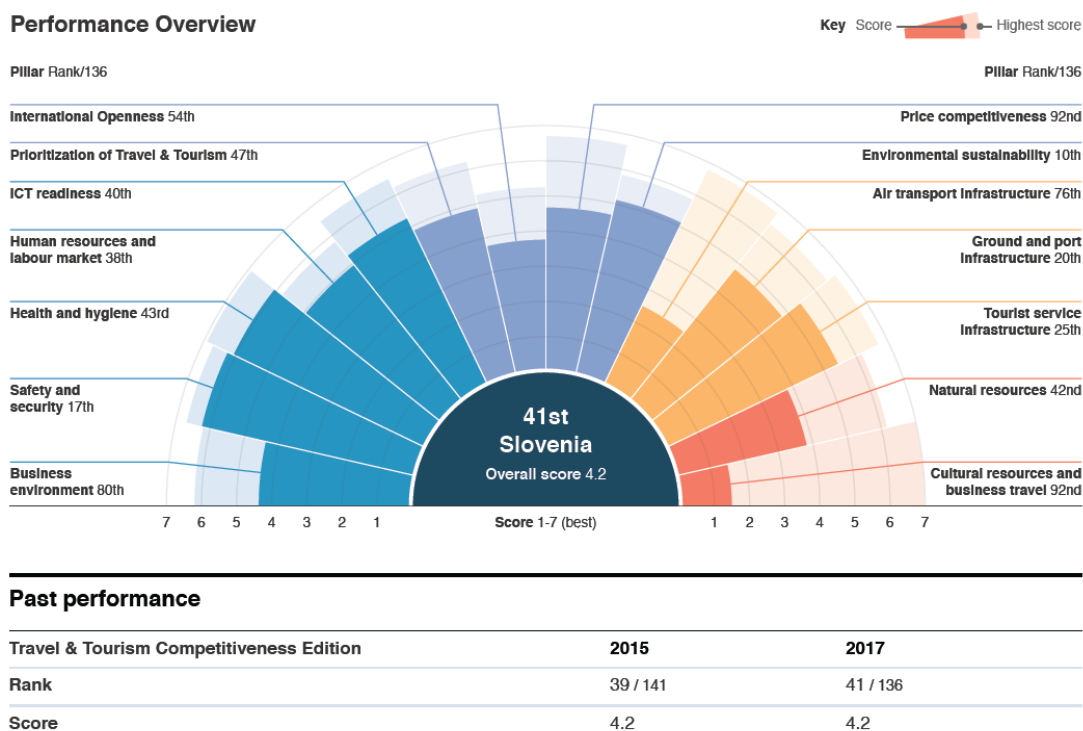 Performance Overview
Key Score Highest score
Pillar Rank/136
Pillar Rank/136
International Openness 54th
Prioritization of Travel & Tourism 47th
ICT readiness 40th
Human resources and
labour market 38th
Health and hygiene 43rd
Safety and
security 17th
Business
environment 80th
Price competitiveness 92nd
Environmental sustainability 10th
Air transport infrastructure 76th
Ground and port
infrastructure 20th
Tourist service
infrastructure 25th
Natural resources 42nd
Cultural resources and
business travel 92nd
41st
Slovenia
Overall score 4.2
7 6 5 4 3 2 1 Score 1-7 (best) 1 2 3 4 5 6 7
Past performance
Travel & Tourism Competitiveness Edition 2015 2017
Rank 39 / 141 41 / 136
Score 4.2 4.2